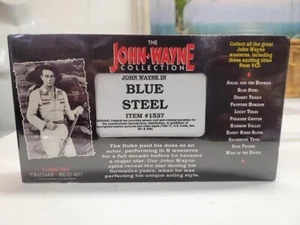 THE
JOHN WAYNE
COLLECTION
JOHN WAYNE IN
BLUE
STEEL
ITEM #1537
The Duke paid his dues as an
actor, performing in B westerns
for a full decade before he
became a major star. Our John Wayne
epics reveal the star during his
formative years, when he was
perfecting his unique acting style.
Collect all the great
John Wayne
westerns, including
these exciting titles
from VCI:
ANGEL AND THE BADMAN
BLUE STEEL
DESERT TRAIL
FRONTIER HORIZON
LUCKY TEXAN
PARADISE CANYON
RAINBOW VALLEY
RANDY RIDES ALONE
SAGEBRUSH TRAIL
STAR PACKER
WEST OF THE DIVIDE